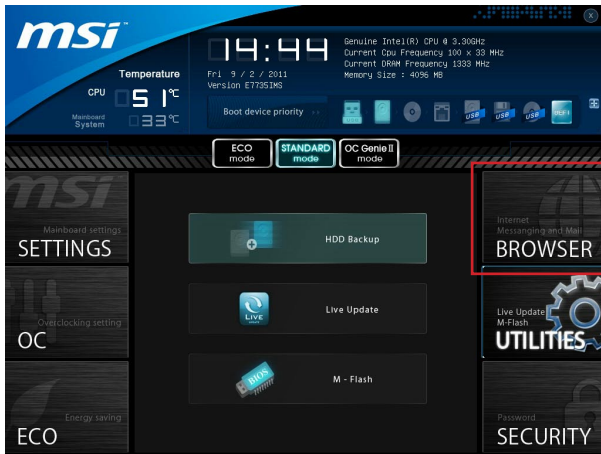 msi
14:44
Fri 9 / 2 / 2011
Version E7735IMS
Genuine Intel(R) CPU @ 3.30GHz
Current Cpu Frequency 100 x 33 MHz
Current DRAM Frequency 1333 MHz
Memory Size : 4096 MB
Temperature
CPU 51°C
Mainboard
System 33°C
Boot device priority
USB USB USB UEFI
ECO
mode
STANDARD
mode
OC Genie II
mode
msi
Mainboard settings
SETTINGS
Overclocking setting
OC
Energy saving
ECO
HDD Backup
LIVE
Live Update
BIOS
M - Flash
Internet
Messanging and Mail
BROWSER
Live Update
M-Flash
UTILITIES
Password
SECURITY